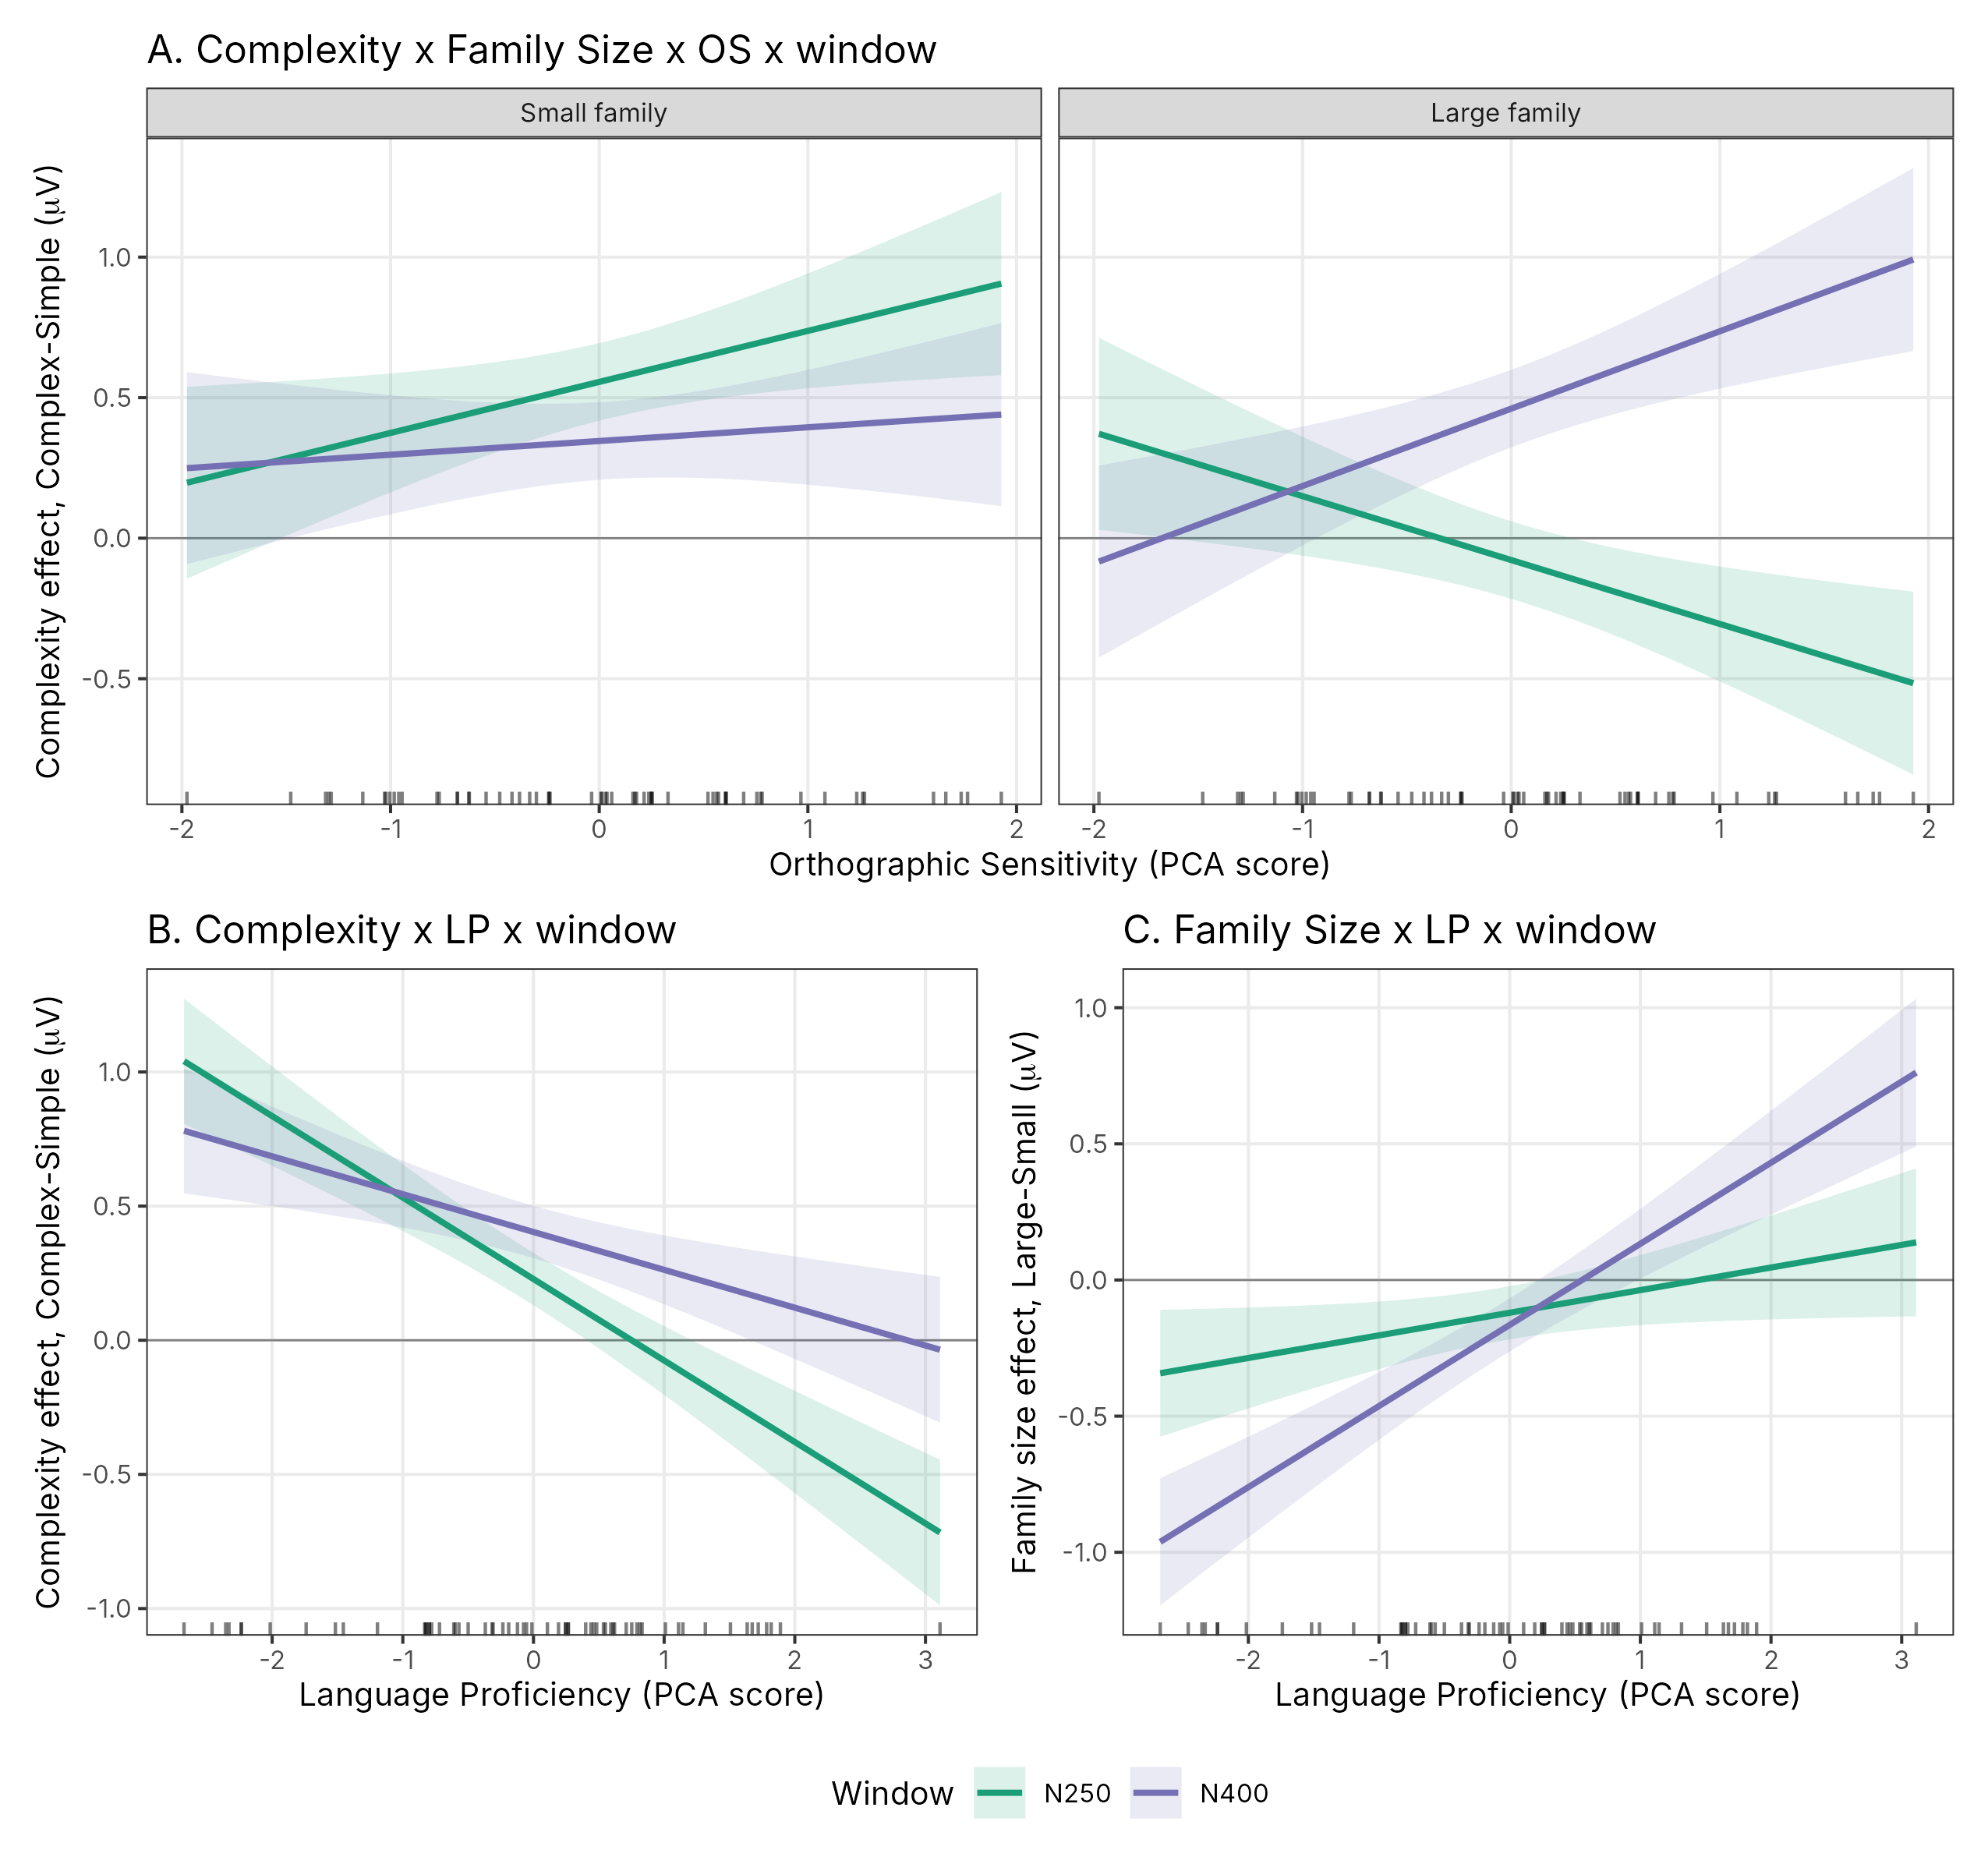 A. Complexity x Family Size x OS x window
Small family
Large family
Complexity effect, Complex-Simple (μV)
1.0
0.5
0.0
-0.5
-2
-1
0
1
2
-2
-1
0
1
2
Orthographic Sensitivity (PCA score)
B. Complexity x LP x window
Complexity effect, Complex-Simple (μV)
1.0
0.5
0.0
-0.5
-1.0
-2
-1
0
1
2
3
Language Proficiency (PCA score)
C. Family Size x LP x window
Family size effect, Large-Small (μV)
1.0
0.5
0.0
-0.5
-1.0
-2
-1
0
1
2
3
Language Proficiency (PCA score)
Window
N250
N400